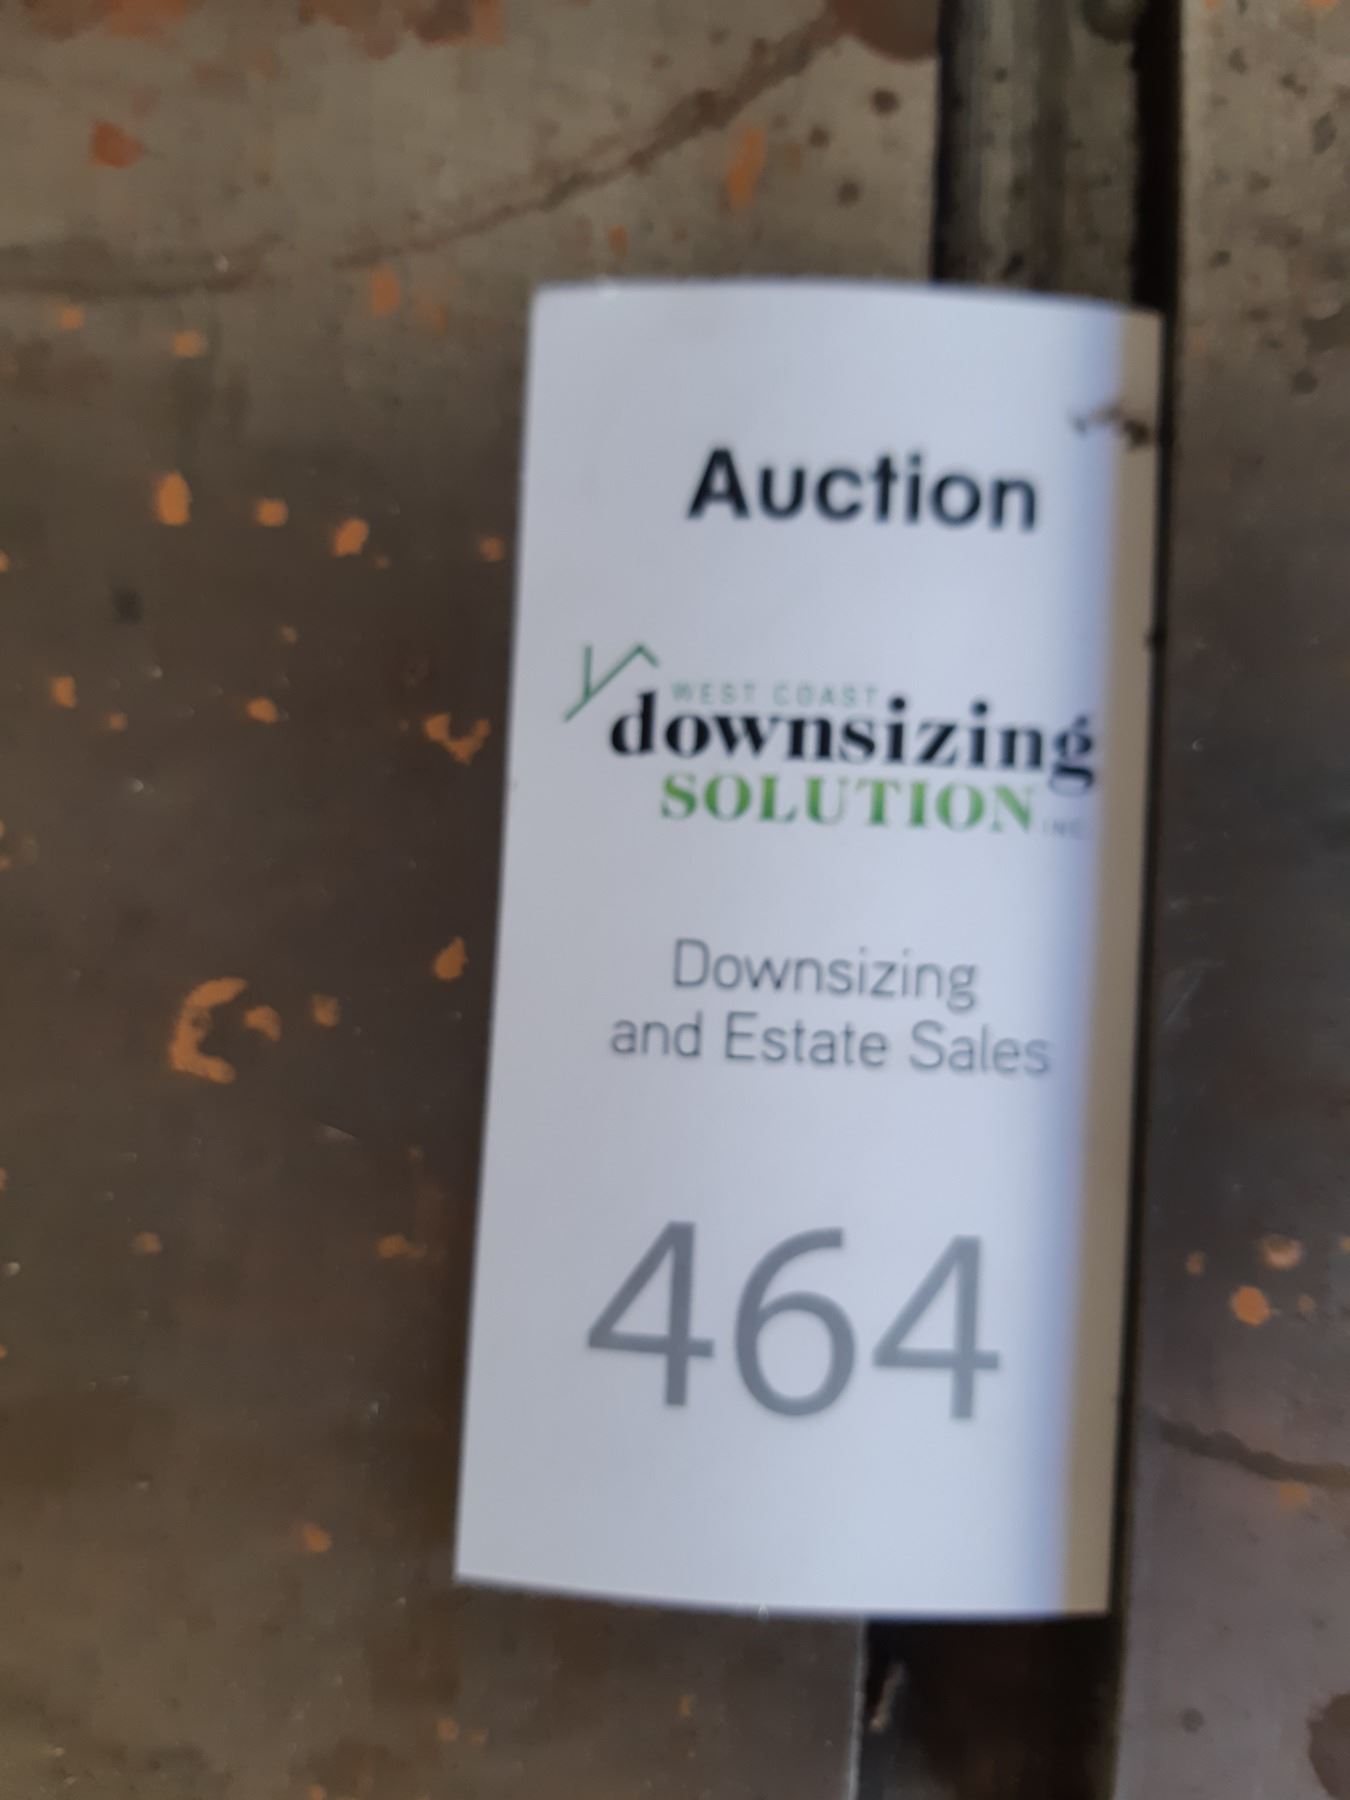 Auction
WEST COAST
downsizing
SOLUTION INC
Downsizing
and Estate Sales
464